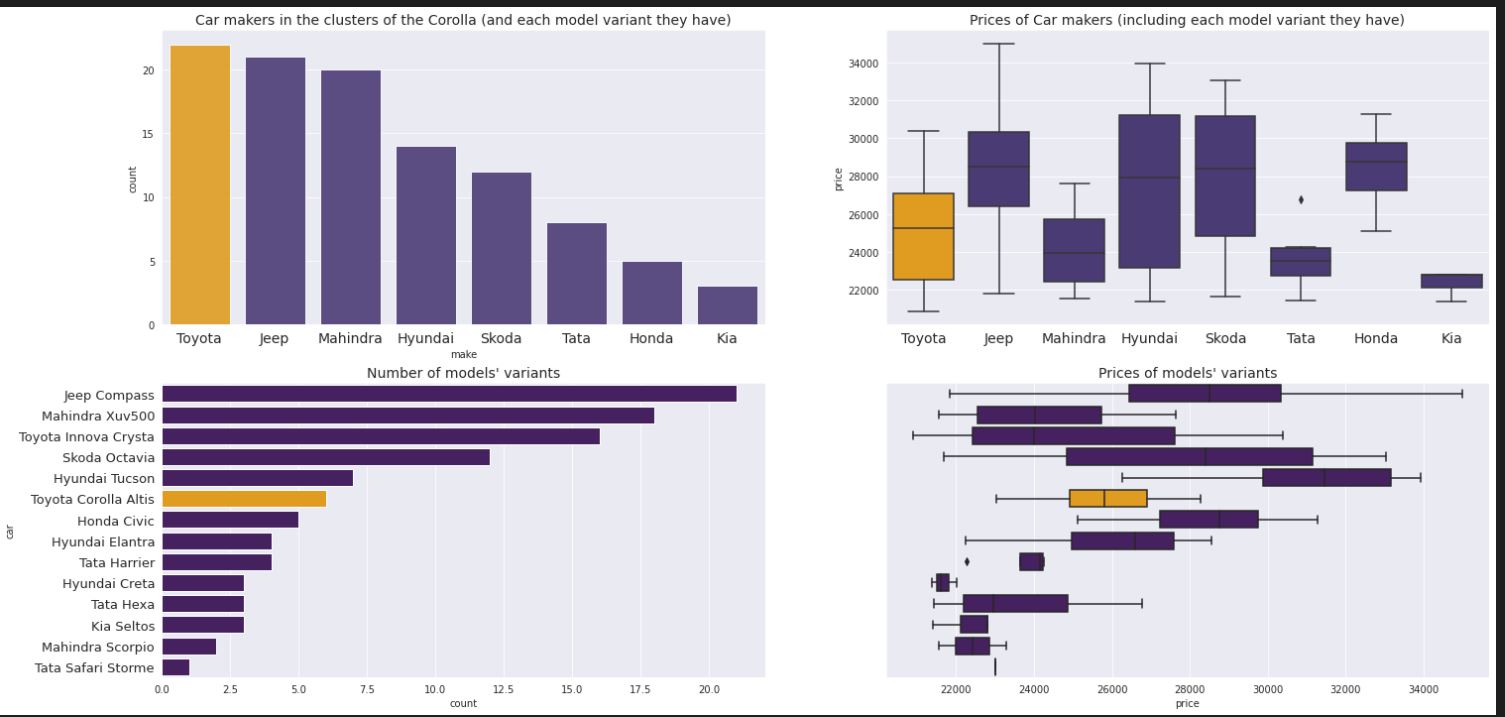 Car makers in the clusters of the Corolla (and each model variant they have)
count
20
15
10
5
0
Toyota Jeep Mahindra Hyundai Skoda Tata Honda Kia
make
Prices of Car makers (including each model variant they have)
price
34000
32000
30000
28000
26000
24000
22000
Toyota Jeep Mahindra Hyundai Skoda Tata Honda Kia
Number of models' variants
car
Jeep Compass
Mahindra Xuv500
Toyota Innova Crysta
Skoda Octavia
Hyundai Tucson
Toyota Corolla Altis
Honda Civic
Hyundai Elantra
Tata Harrier
Hyundai Creta
Tata Hexa
Kia Seltos
Mahindra Scorpio
Tata Safari Storme
0.0 2.5 5.0 7.5 10.0 12.5 15.0 17.5 20.0
count
Prices of models' variants
22000 24000 26000 28000 30000 32000 34000
price